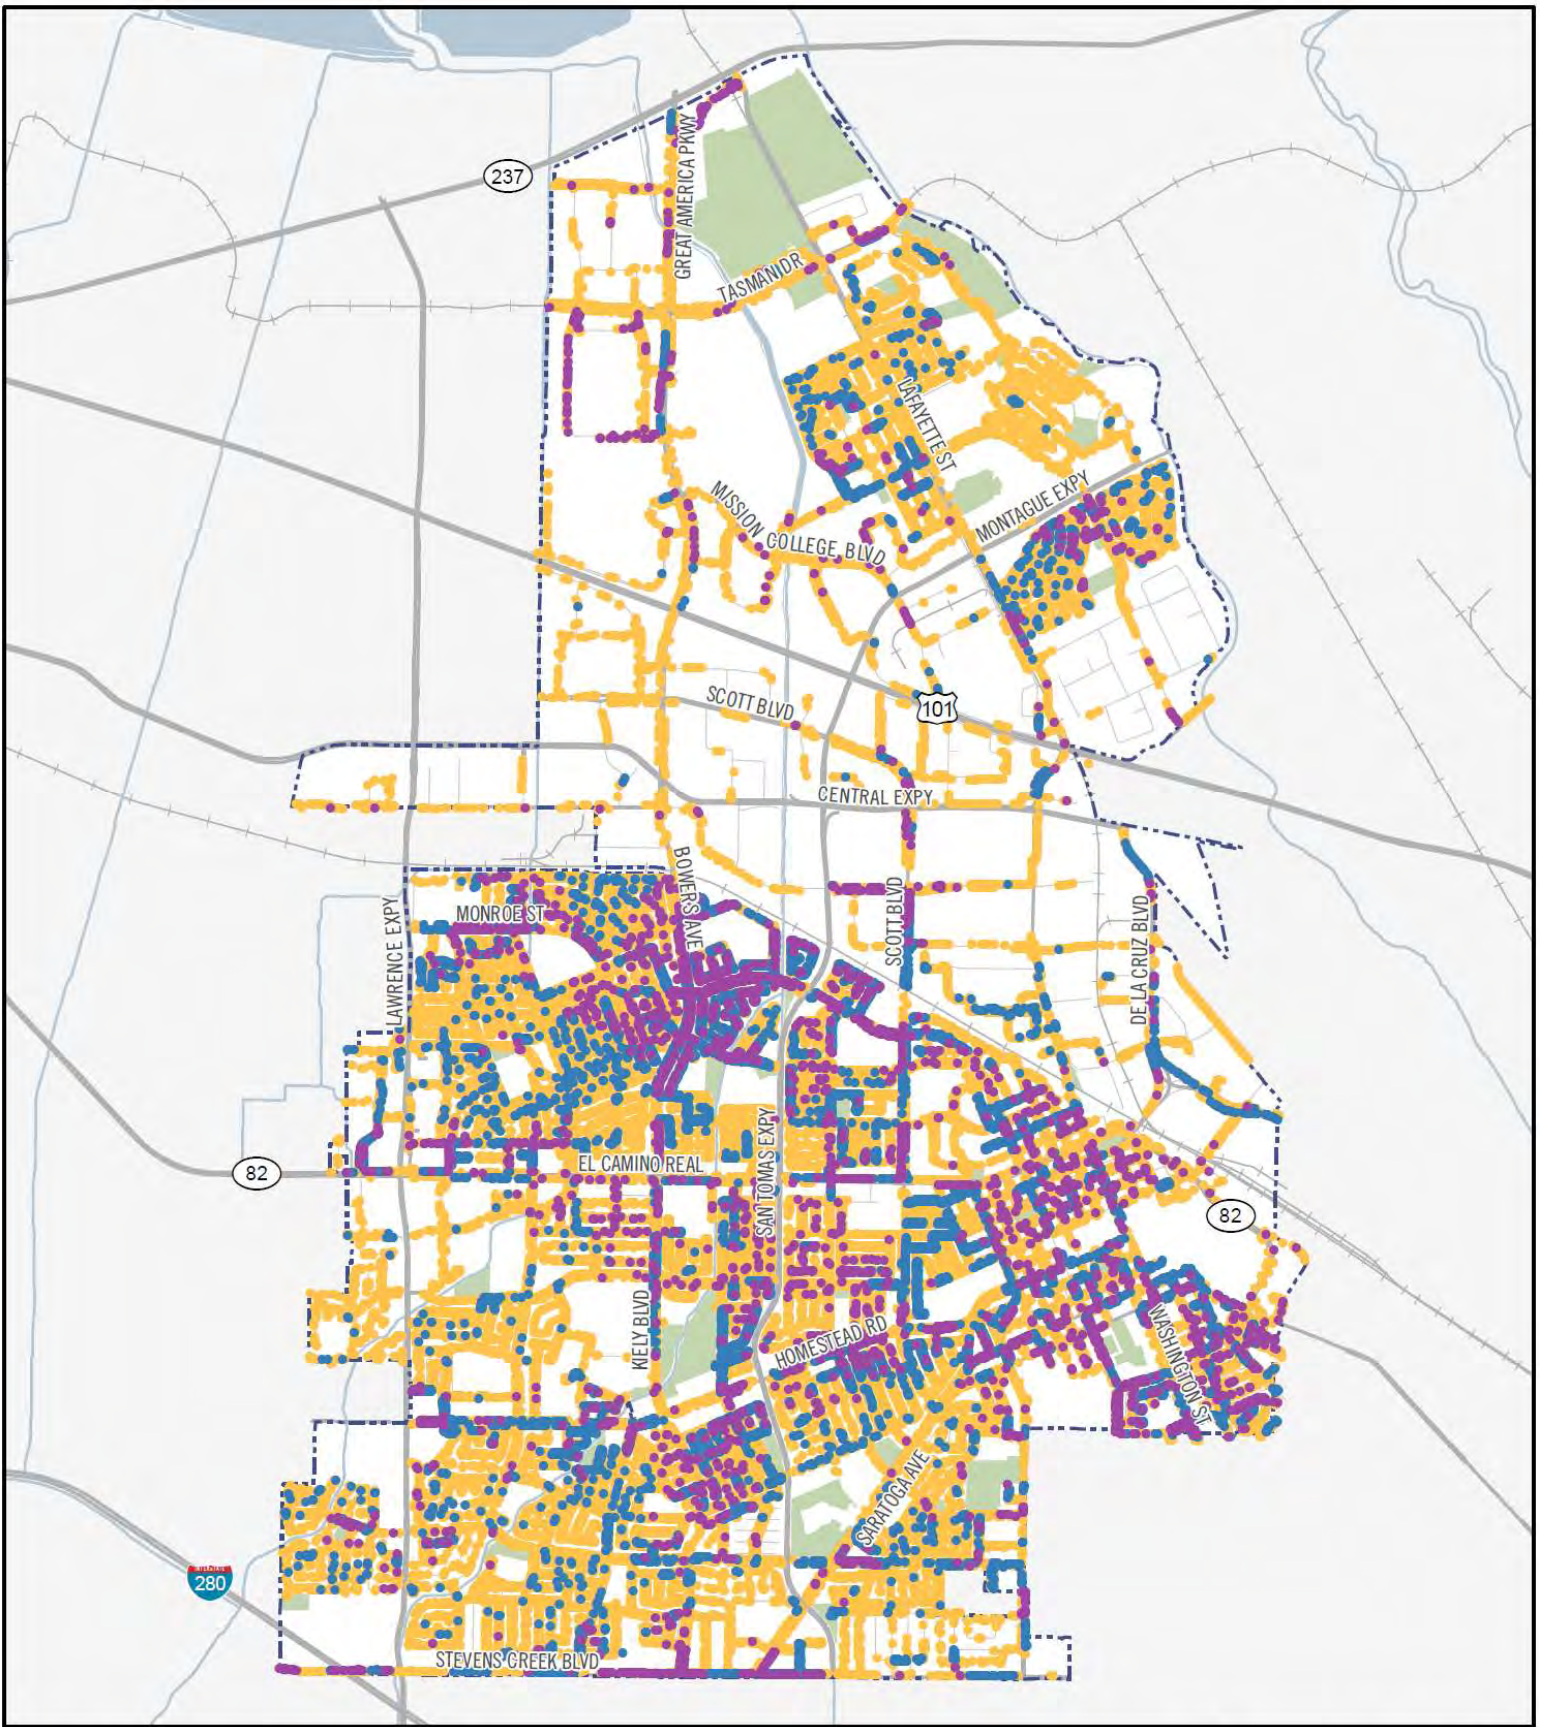 GREAT AMERICA PKWY
237
TASMAN DR
LAFAYETTE ST
MISSION COLLEGE BLVD
MONTAGUE EXPY
SCOTT BLVD
101
CENTRAL EXPY
BOWERS AVE
MONROE ST
SCOTT BLVD
LAWRENCE EXPY
DE LA CRUZ BLVD
SAN TOMAS EXPY
EL CAMINO REAL
82
82
KIELY BLVD
HOMESTEAD RD
WASHINGTON ST
SARATOGA AVE
280
STEVENS CREEK BLVD